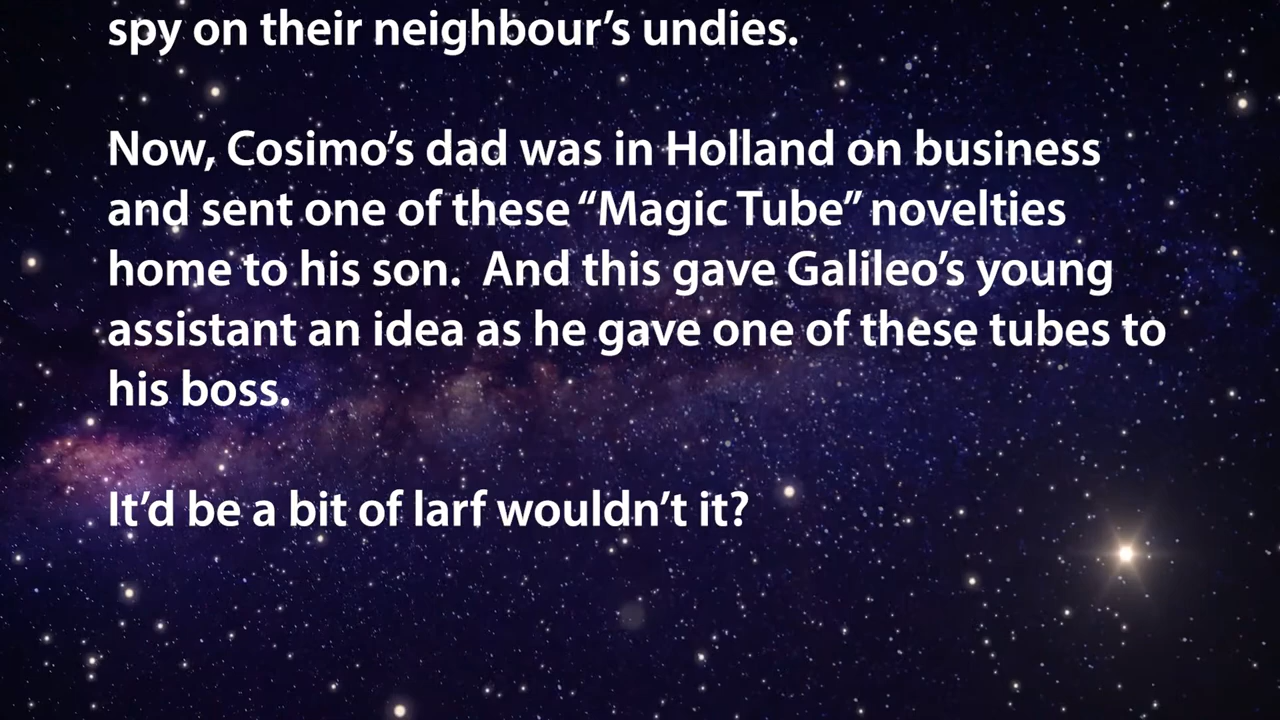 spy on their neighbour’s undies.
Now, Cosimo’s dad was in Holland on business
and sent one of these “Magic Tube” novelties
home to his son.  And this gave Galileo’s young
assistant an idea as he gave one of these tubes to
his boss.
It’d be a bit of larf wouldn’t it?